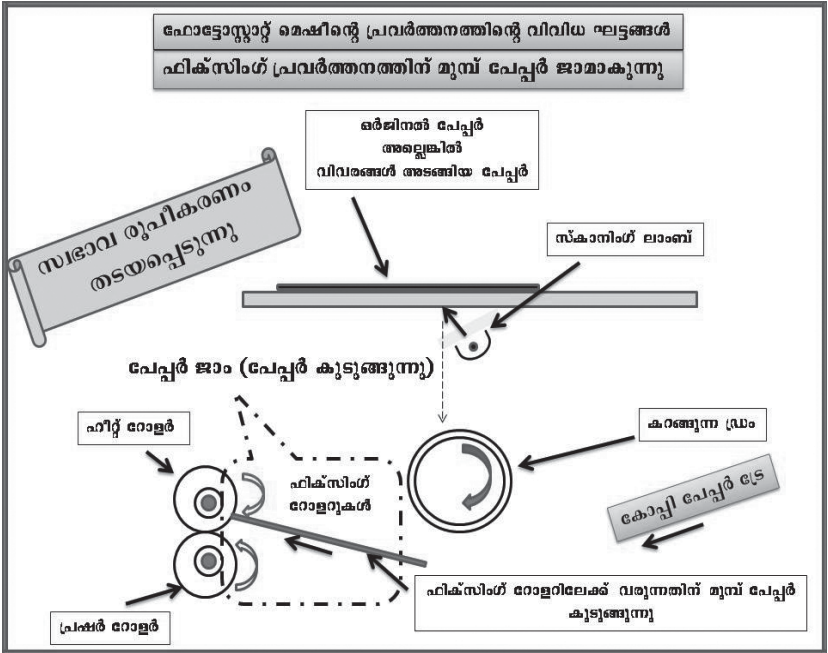 ഫോട്ടോസ്റ്റാറ്റ് മെഷീന്റെ പ്രവർത്തനത്തിന്റെ വിവിധ ഘട്ടങ്ങൾ
ഫിക്സിംഗ് പ്രവർത്തനത്തിന് മുമ്പ് പേപ്പർ ജാമാകുന്നു
ഒർജിനൽ പേപ്പർ
അല്ലെങ്കിൽ
വിവരങ്ങൾ അടങ്ങിയ പേപ്പർ
സ്വഭാവ രൂപീകരണം
തടയപ്പെടുന്നു
സ്കാനിംഗ് ലാംബ്
പേപ്പർ ജാം (പേപ്പർ കുടുങ്ങുന്നു)
ഹീറ്റ് റോളർ
കറങ്ങുന്ന ഡ്രം
ഫിക്സിംഗ്
റോളറുകൾ
കോപ്പി പേപ്പർ ട്രേ
ഫിക്സിംഗ് റോളറിലേക്ക് വരുന്നതിന് മുമ്പ് പേപ്പർ
കുടുങ്ങുന്നു
പ്രഷർ റോളർ